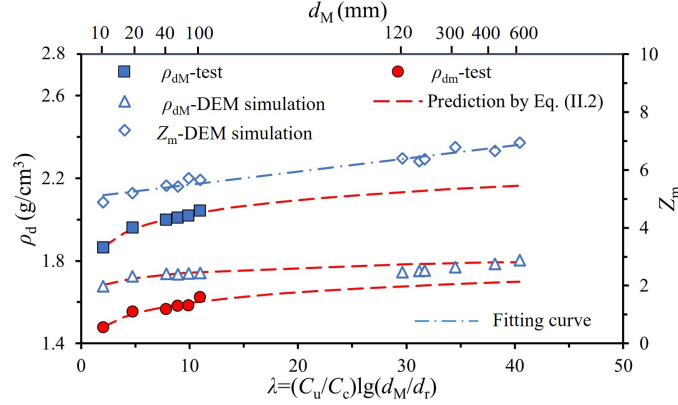 d_M (mm)
10 20 40 100 120 200 300 400 600
2.8 10
ρ_dM-test ρ_dm-test
ρ_dM-DEM simulation Prediction by Eq. (II.2)
Z_m-DEM simulation
2.4 8
2.2 6
1.8 4
1.6 2
1.4 0
ρ_d (g/cm³)
Z_m
Fitting curve
0 10 20 30 40 50
λ=(C_u/C_c)lg(d_M/d_r)